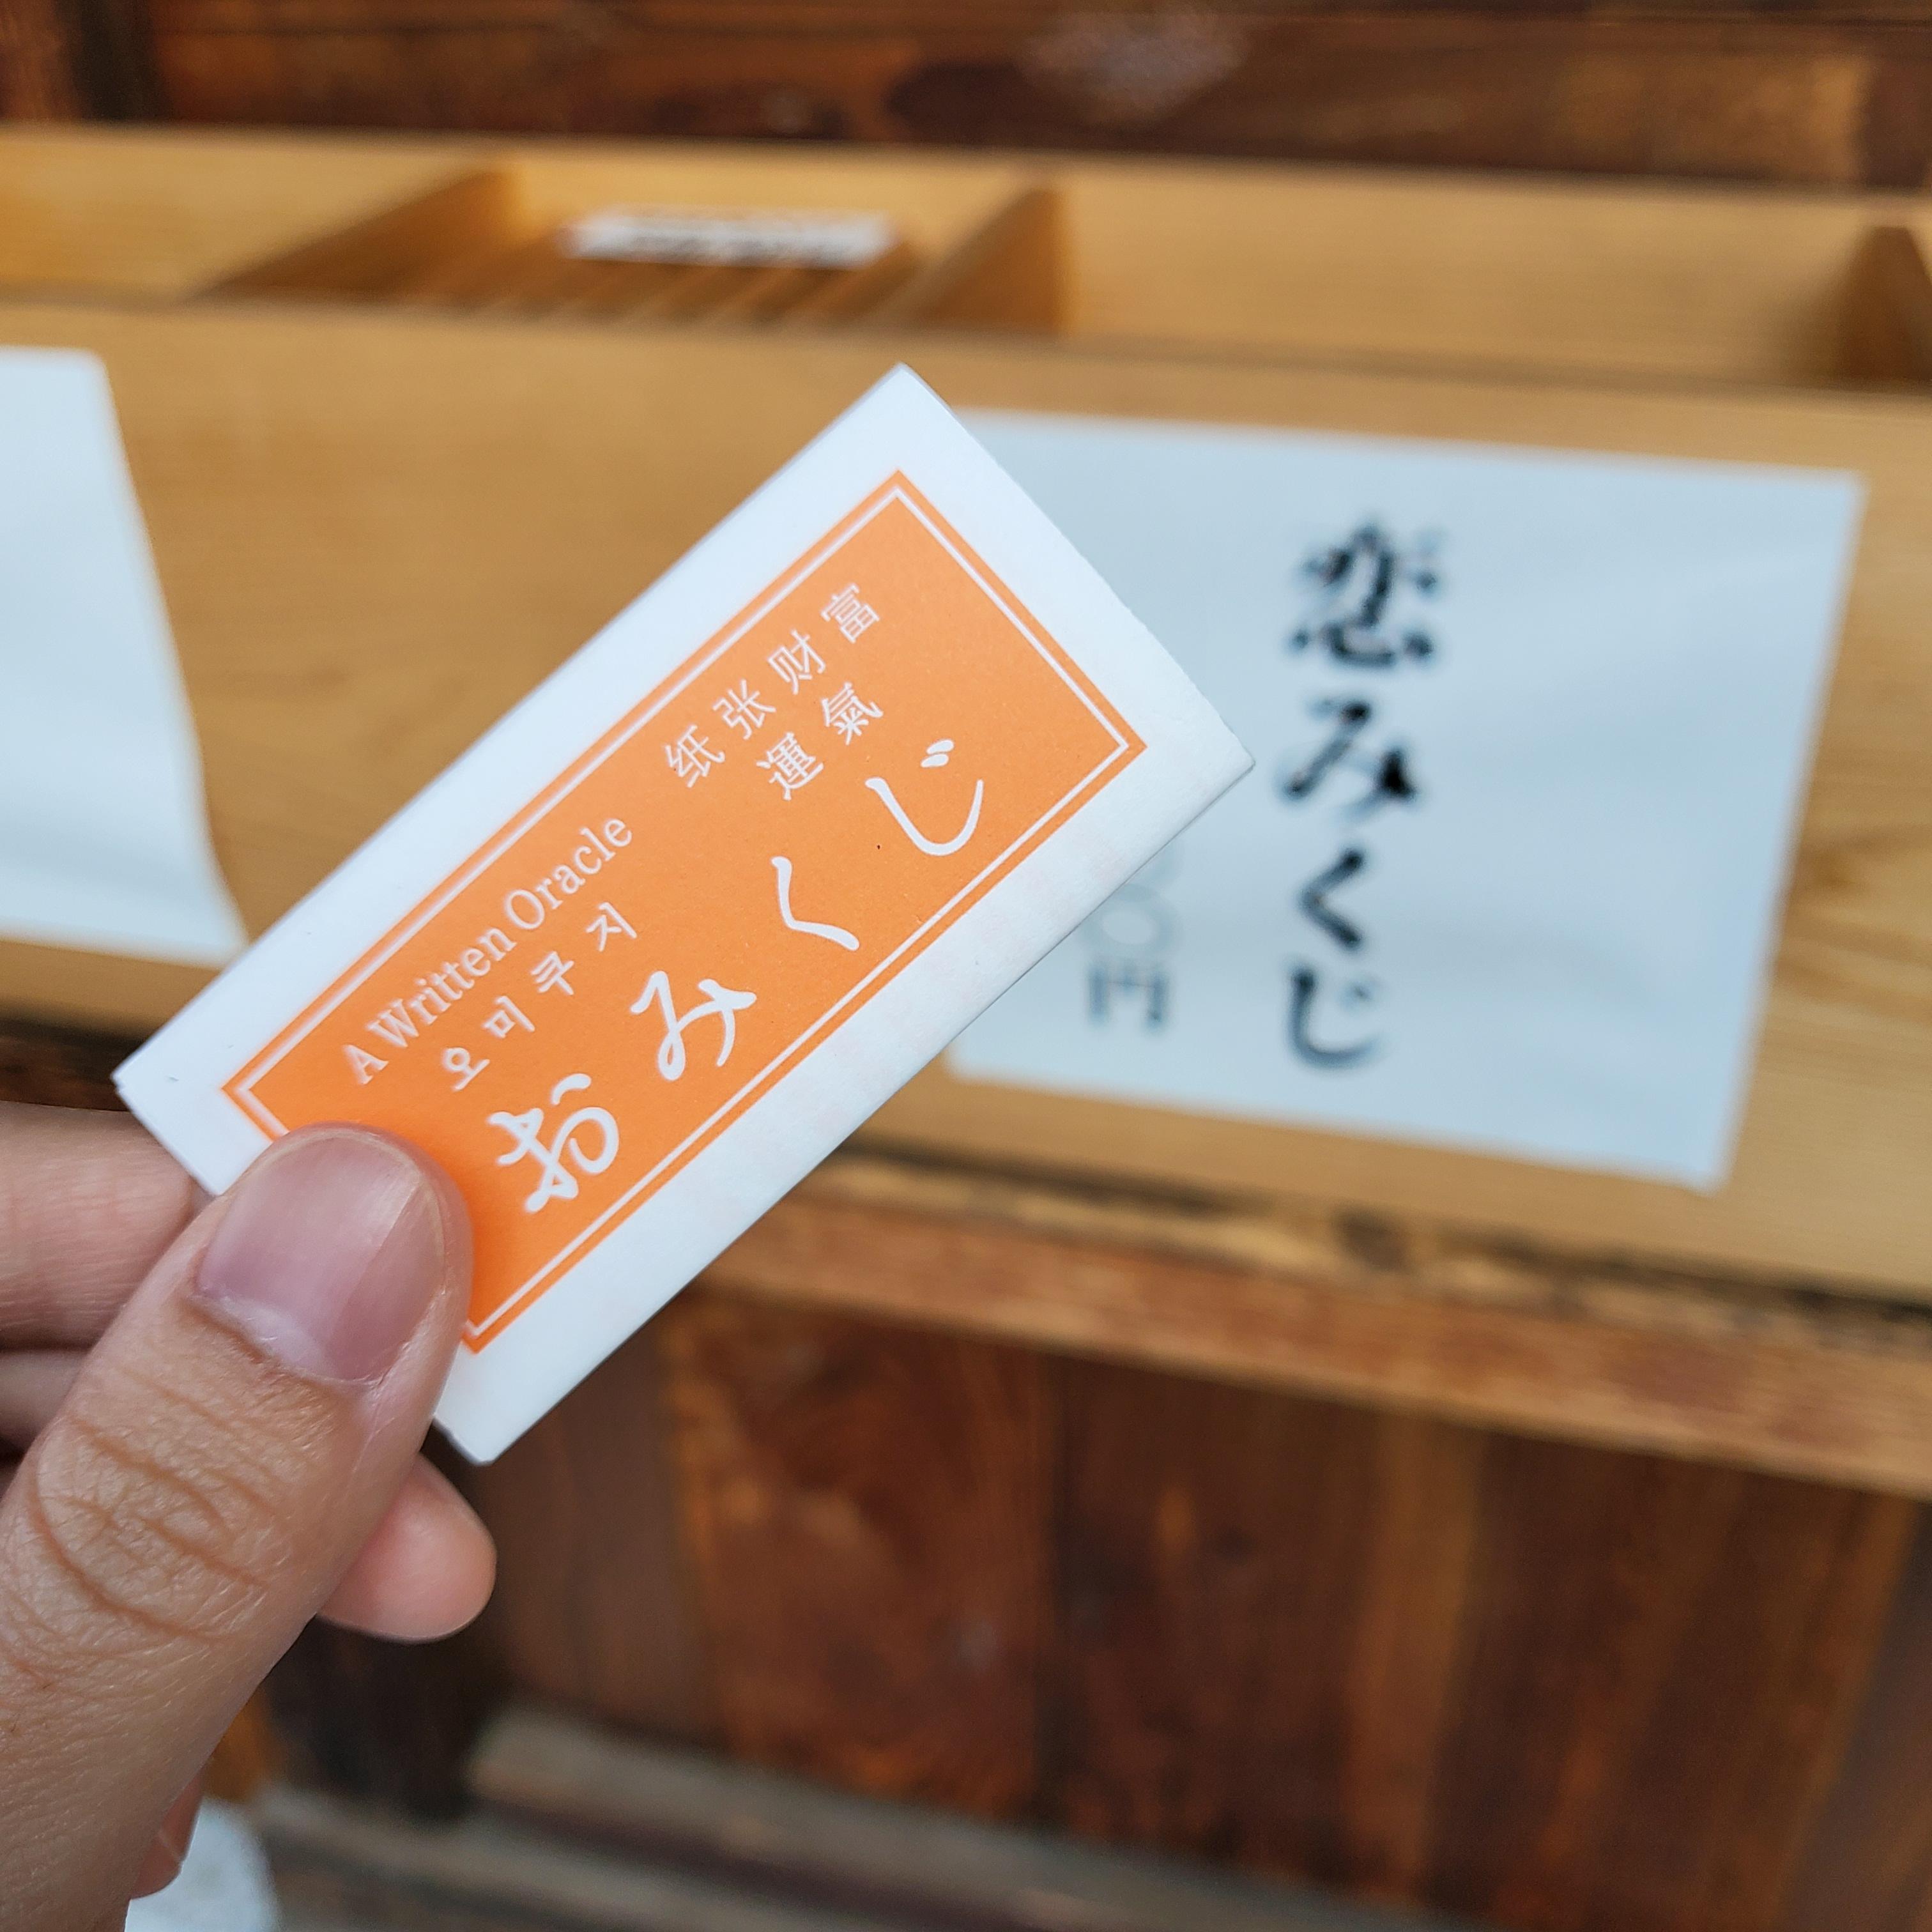 A Written Oracle
纸张财富
오미쿠지
運氣
おみくじ
恋みくじ
円